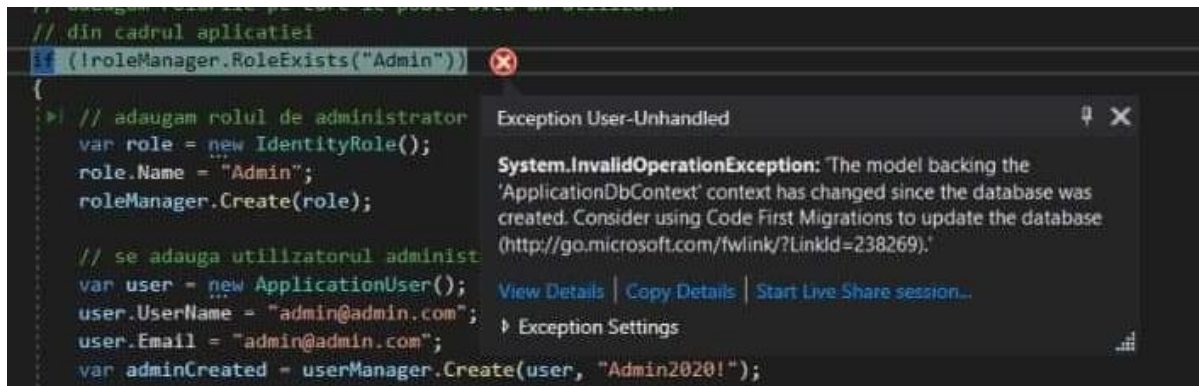 // din cadrul aplicatiei
if (!roleManager.RoleExists("Admin"))
{
// adaugam rolul de administrator
var role = new IdentityRole();
role.Name = "Admin";
roleManager.Create(role);
// se adauga utilizatorul administ
var user = new ApplicationUser();
user.UserName = "admin@admin.com";
user.Email = "admin@admin.com";
var adminCreated = userManager.Create(user, "Admin2020!");
Exception User-Unhandled
System.InvalidOperationException: 'The model backing the
'ApplicationDbContext' context has changed since the database was
created. Consider using Code First Migrations to update the database
(http://go.microsoft.com/fwlink/?LinkId=238269).'
View Details | Copy Details | Start Live Share session...
Exception Settings